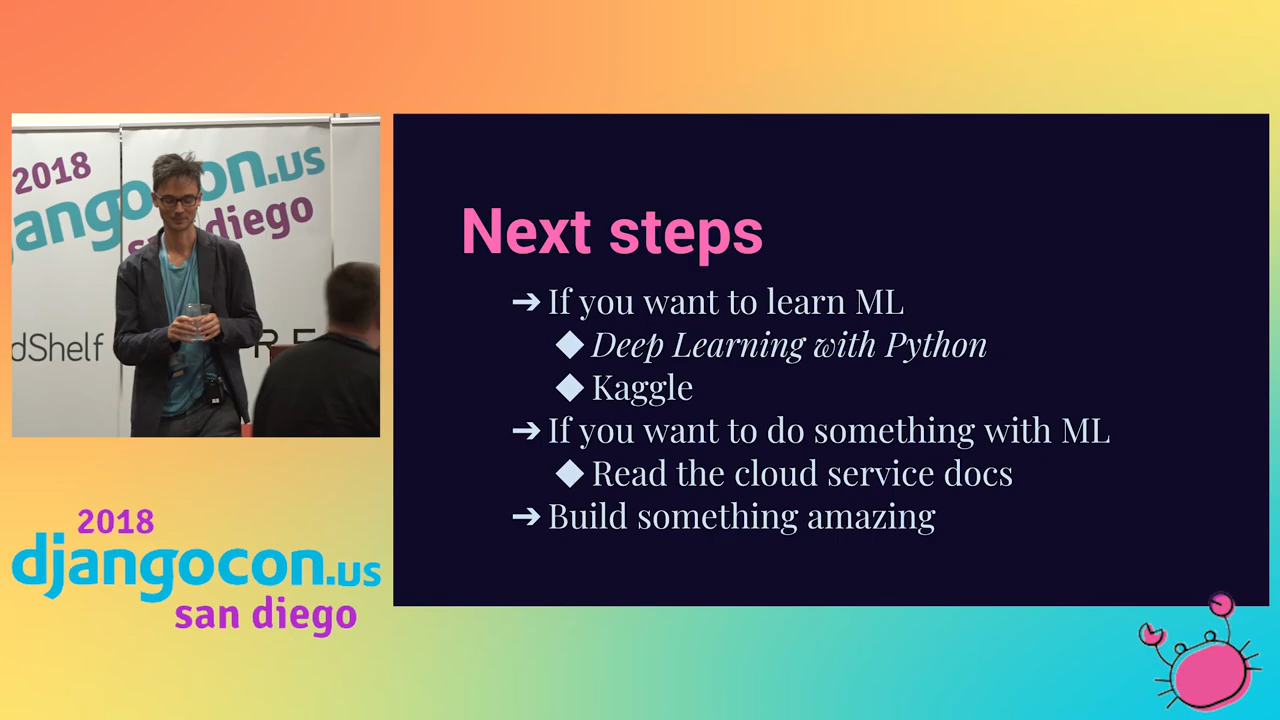 2018
djangocon.us
san diego
dShelf
R E
Next steps
➔ If you want to learn ML
◆ Deep Learning with Python
◆ Kaggle
➔ If you want to do something with ML
◆ Read the cloud service docs
➔ Build something amazing
2018
djangocon.us
san diego